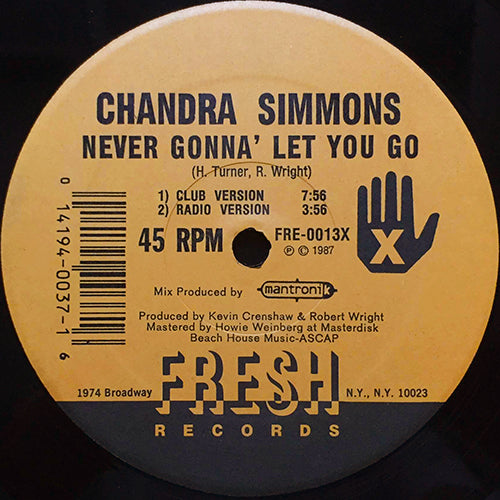 CHANDRA SIMMONS
NEVER GONNA' LET YOU GO
(H. Turner, R. Wright)
1) CLUB VERSION 7:56
2) RADIO VERSION 3:56
45 RPM
FRE-0013X
Ⓟ © 1987
X
0 14194-0037-1 6
Mix Produced by mantronik
Produced by Kevin Crenshaw & Robert Wright
Mastered by Howie Weinberg at Masterdisk
Beach House Music-ASCAP
1974 Broadway
FRESH
N.Y., N.Y. 10023
RECORDS